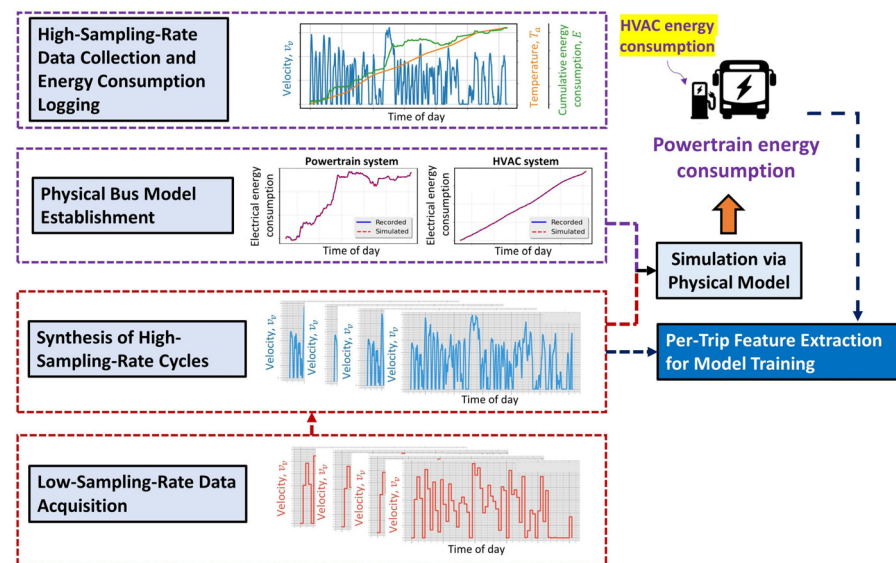 High-Sampling-Rate
Data Collection and
Energy Consumption
Logging
Velocity, v_v
Time of day
Temperature, T_a
Cumulative energy
consumption, E
HVAC energy
consumption
Powertrain energy
consumption
Physical Bus Model
Establishment
Powertrain system
Electrical energy
consumption
Recorded
Simulated
Time of day
HVAC system
Electrical energy
consumption
Recorded
Simulated
Time of day
Simulation via
Physical Model
Synthesis of High-
Sampling-Rate Cycles
Velocity, v_v
Velocity, v_v
Velocity, v_v
Velocity, v_v
Time of day
Per-Trip Feature Extraction
for Model Training
Low-Sampling-Rate Data
Acquisition
Velocity, v_v
Velocity, v_v
Velocity, v_v
Velocity, v_v
Time of day